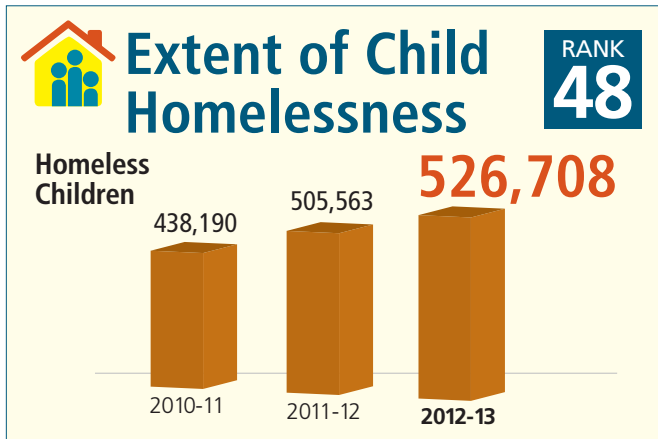 Extent of Child
Homelessness
RANK
48
Homeless
Children
438,190
505,563
526,708
2010-11
2011-12
2012-13